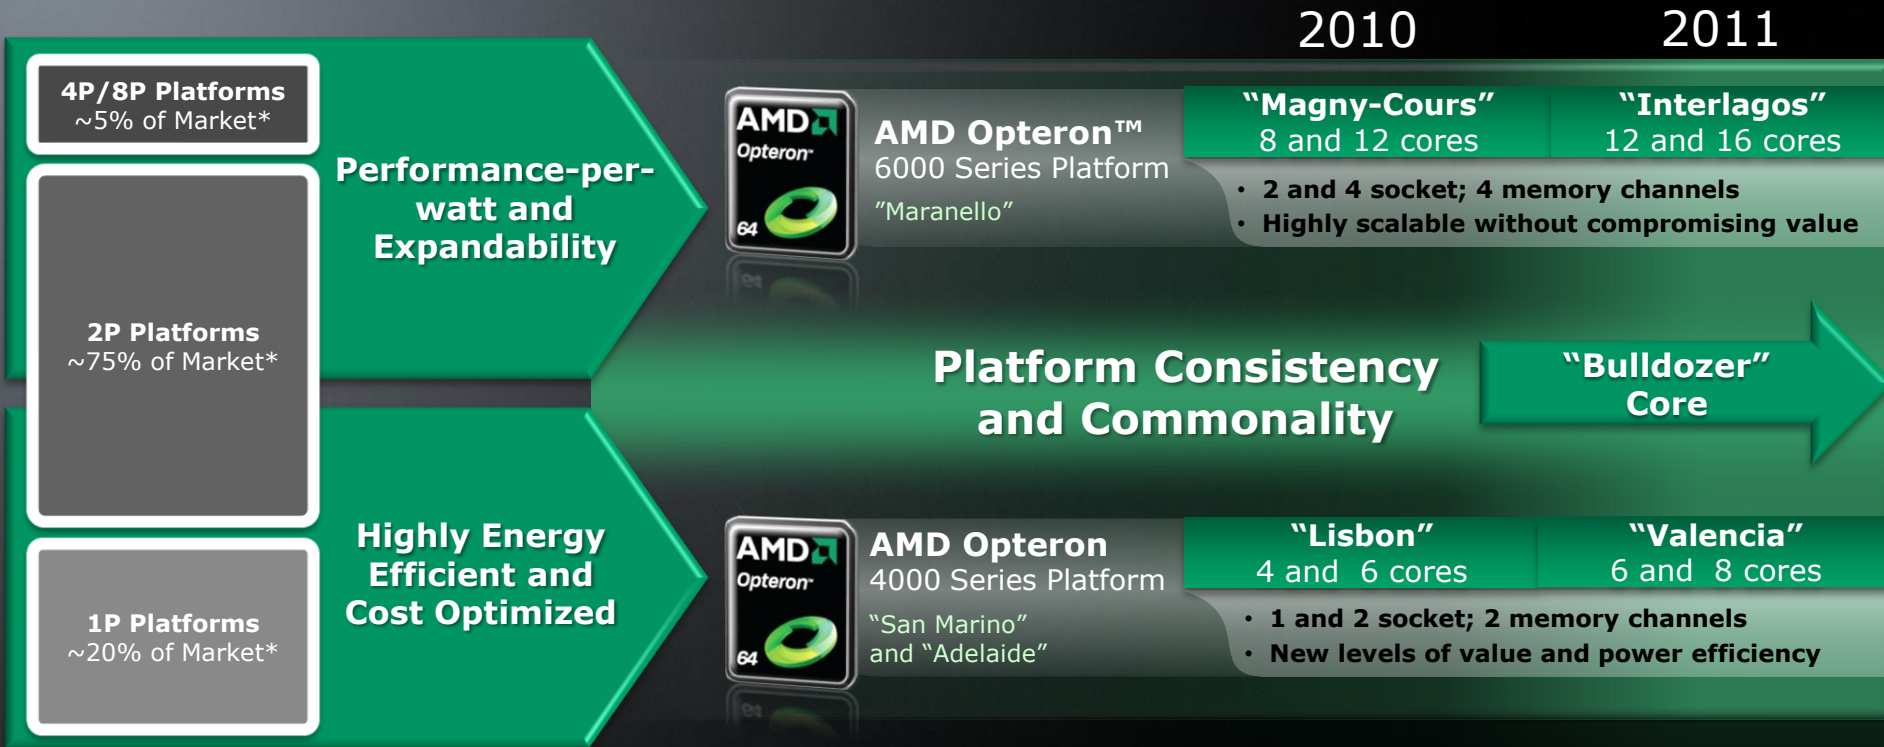 2010
2011
4P/8P Platforms
~5% of Market*
2P Platforms
~75% of Market*
1P Platforms
~20% of Market*
Performance-per-
watt and
Expandability
Highly Energy
Efficient and
Cost Optimized
AMD
Opteron™
64
AMD Opteron™
6000 Series Platform
"Maranello"
“Magny-Cours”
8 and 12 cores
“Interlagos”
12 and 16 cores
• 2 and 4 socket; 4 memory channels
• Highly scalable without compromising value
Platform Consistency
and Commonality
“Bulldozer”
Core
AMD
Opteron™
64
AMD Opteron
4000 Series Platform
“San Marino”
and “Adelaide”
“Lisbon”
4 and  6 cores
“Valencia”
6 and  8 cores
• 1 and 2 socket; 2 memory channels
• New levels of value and power efficiency